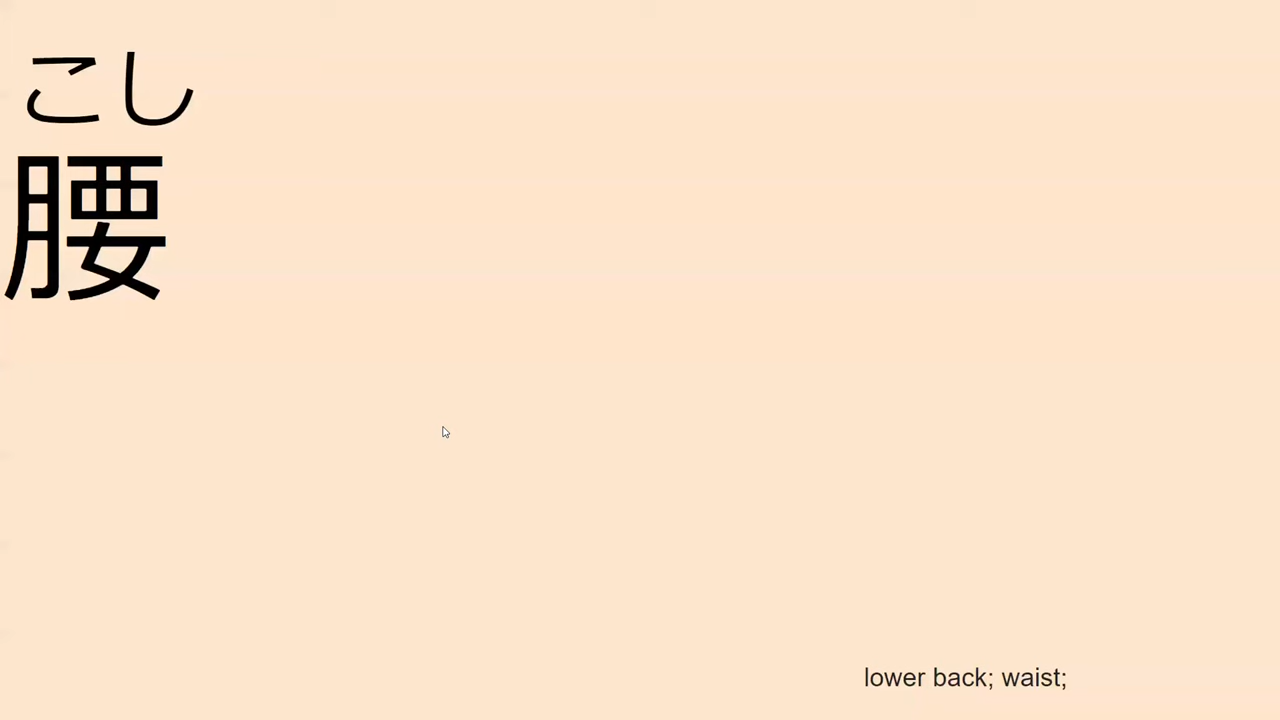 こし
腰
lower back; waist;